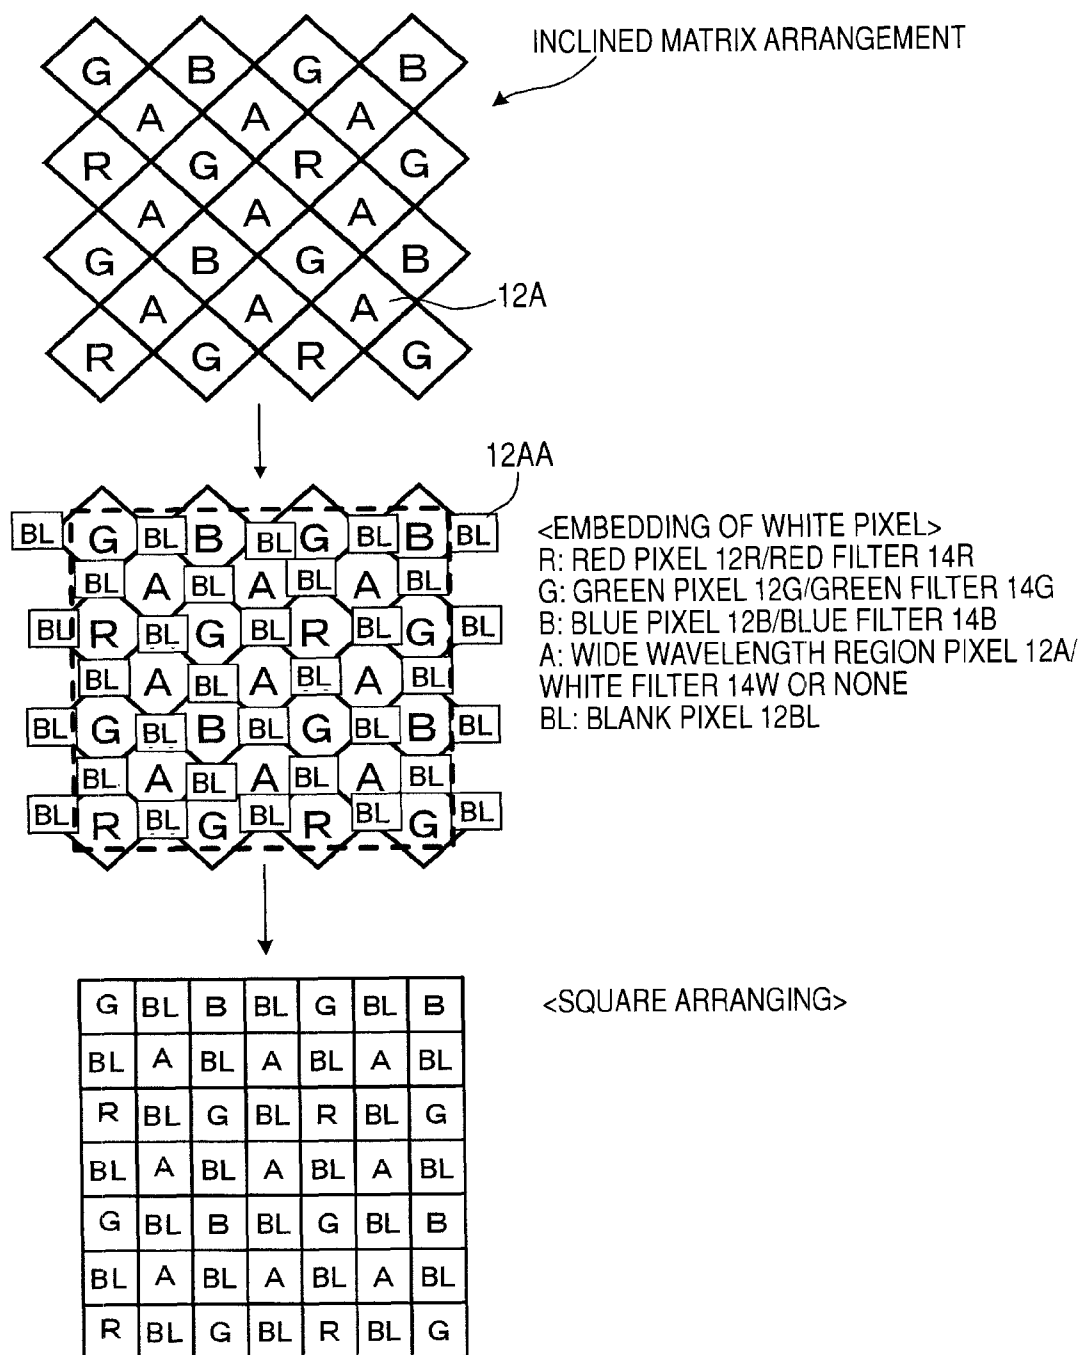 INCLINED MATRIX ARRANGEMENT
G B G B
A A A
R G R G
A A A
G B G B
A A A
12A
R G R G
12AA
BL G BL B BL G BL B BL
BL A BL A BL A BL
BL R BL G BL R BL G BL
BL A BL A BL A BL
BL G BL B BL G BL B BL
BL A BL A BL A BL
BL R BL G BL R BL G BL
<EMBEDDING OF WHITE PIXEL>
R: RED PIXEL 12R/RED FILTER 14R
G: GREEN PIXEL 12G/GREEN FILTER 14G
B: BLUE PIXEL 12B/BLUE FILTER 14B
A: WIDE WAVELENGTH REGION PIXEL 12A/
WHITE FILTER 14W OR NONE
BL: BLANK PIXEL 12BL
<SQUARE ARRANGING>
G BL B BL G BL B
BL A BL A BL A BL
R BL G BL R BL G
BL A BL A BL A BL
G BL B BL G BL B
BL A BL A BL A BL
R BL G BL R BL G